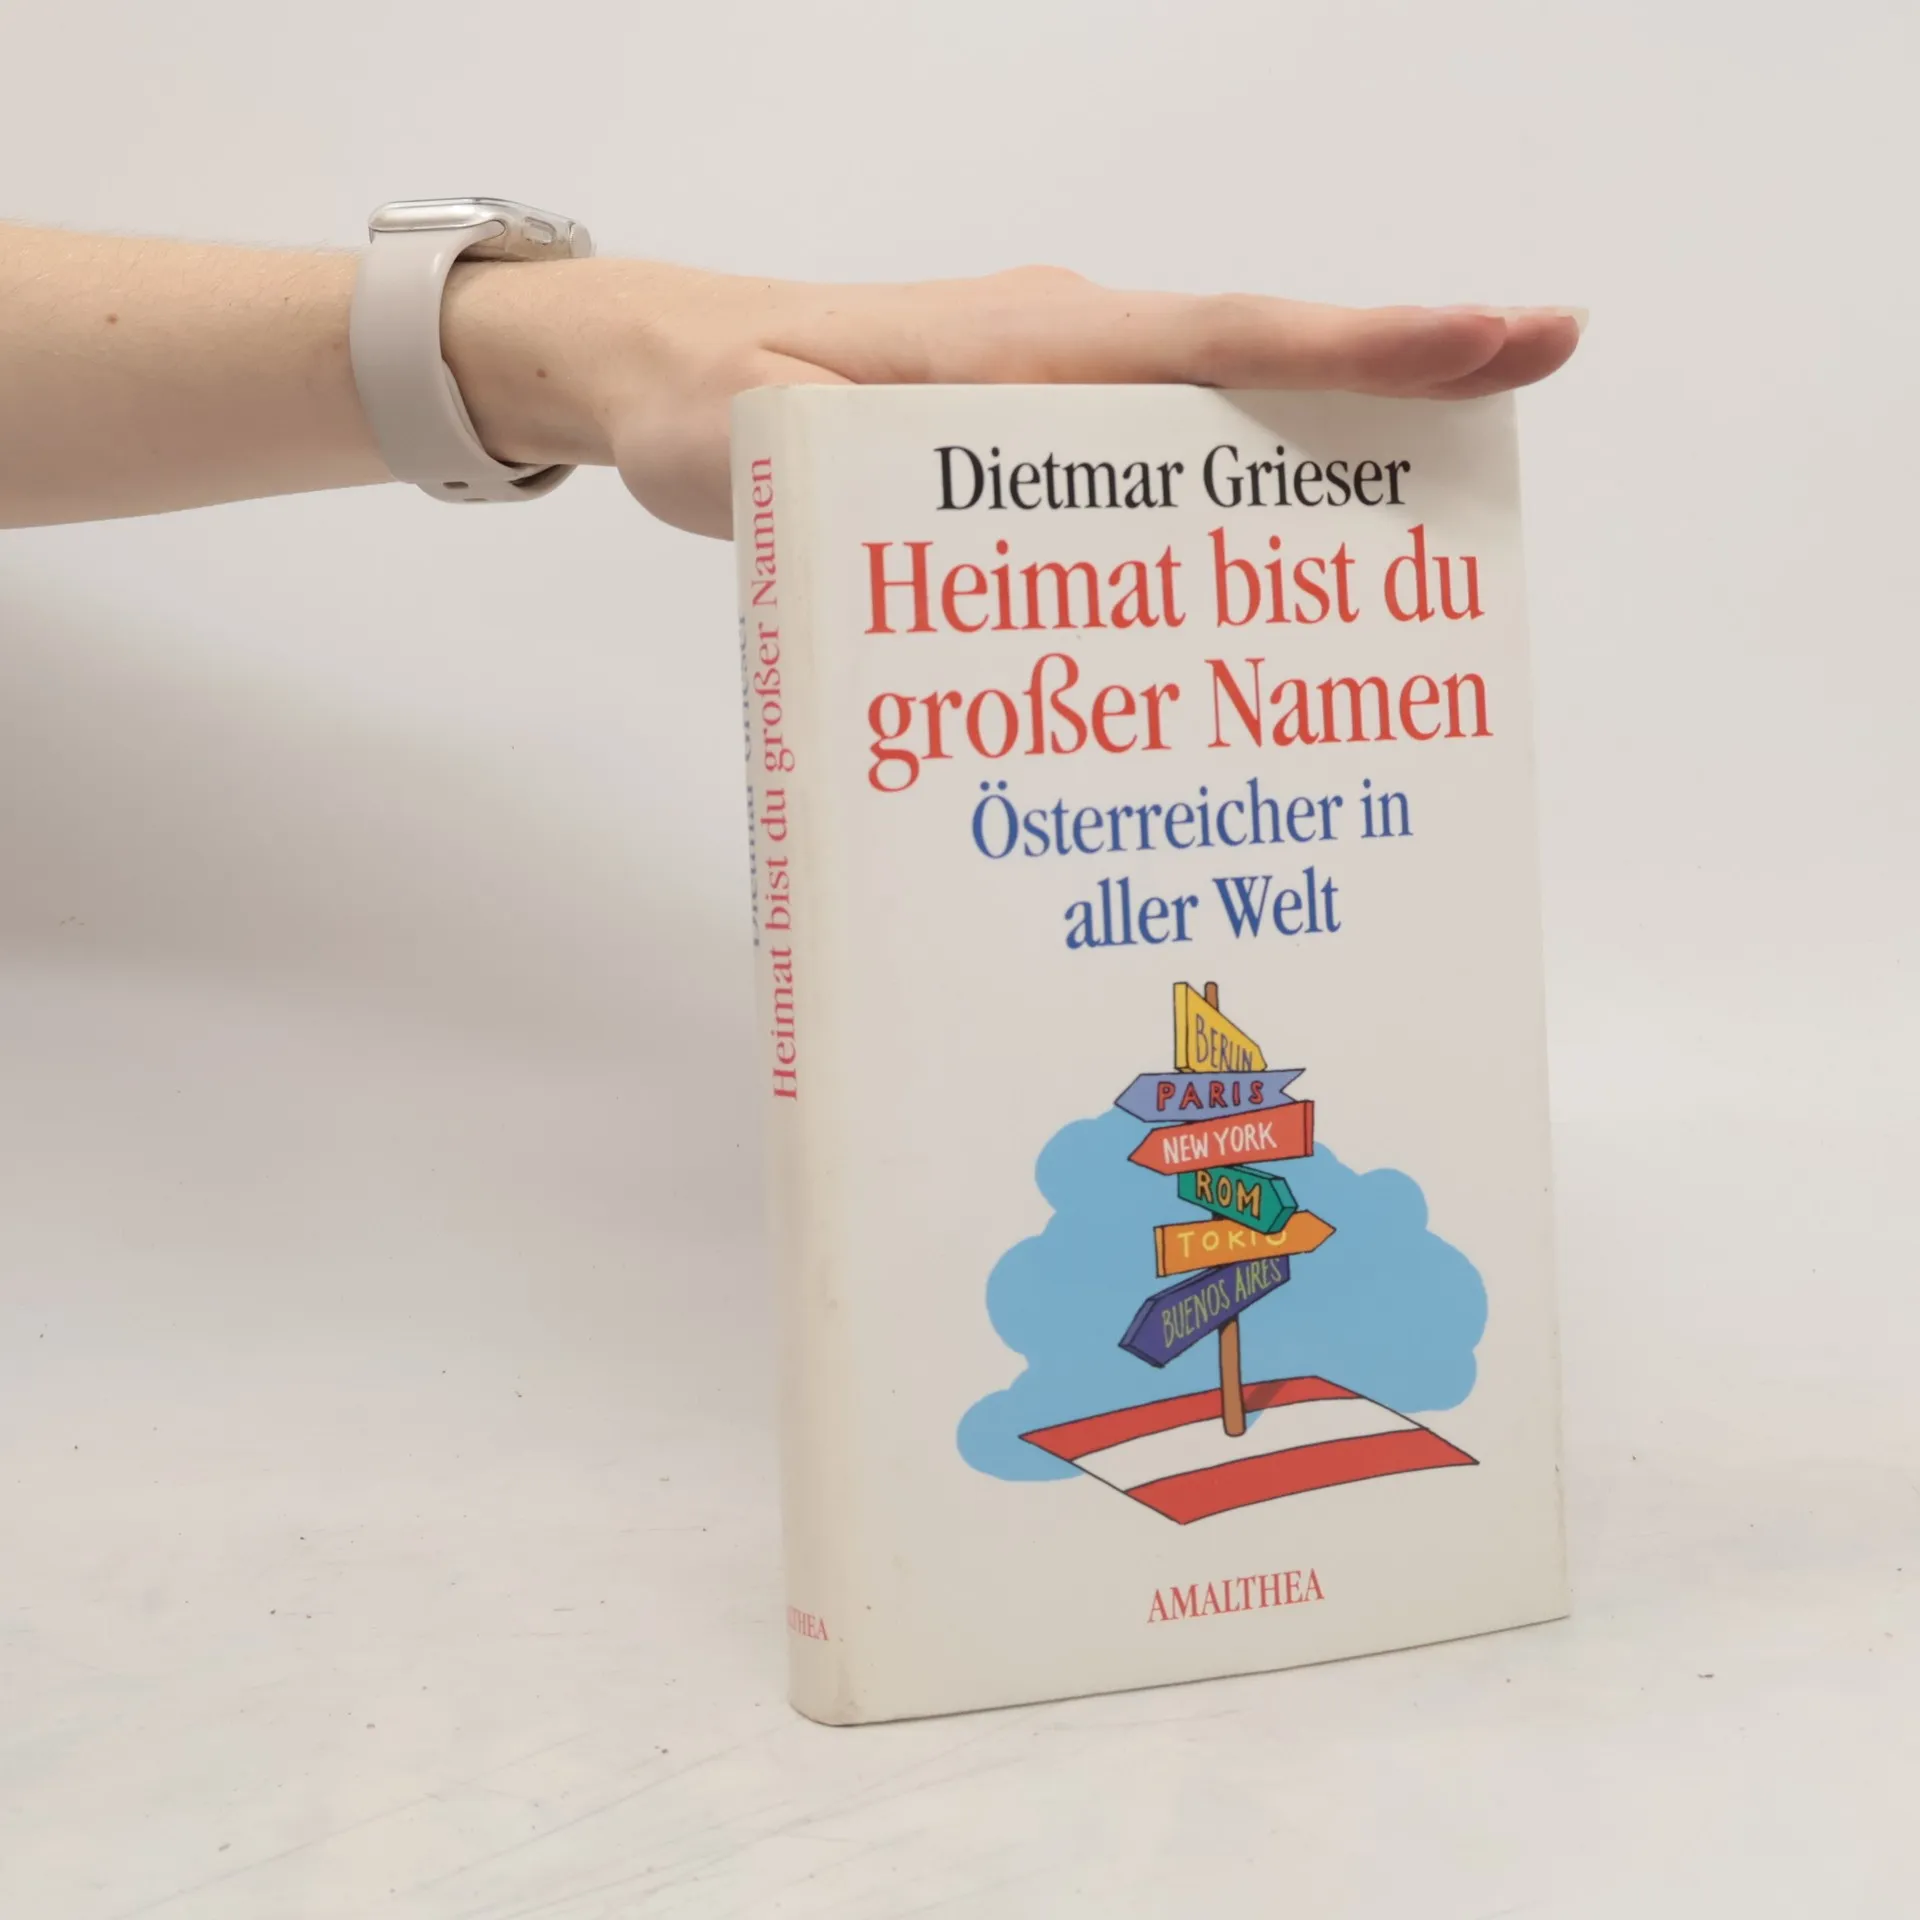 Dietmar Grieser
Heimat bist du
großer Namen
Österreicher in
aller Welt
BERLIN
PARIS
NEW YORK
ROM
TOKIO
BUENOS AIRES
AMALTHEA
Heimat bist du großer Namen